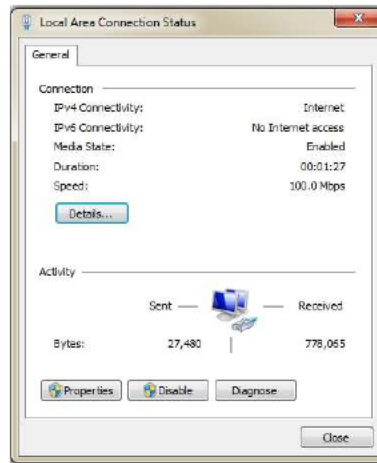 Local Area Connection Status
General
Connection
IPv4 Connectivity: Internet
IPv6 Connectivity: No Internet access
Media State: Enabled
Duration: 00:01:27
Speed: 100.0 Mbps
Details...
Activity
Sent — — Received
Bytes: 27,480 | 778,065
Properties Disable Diagnose
Close